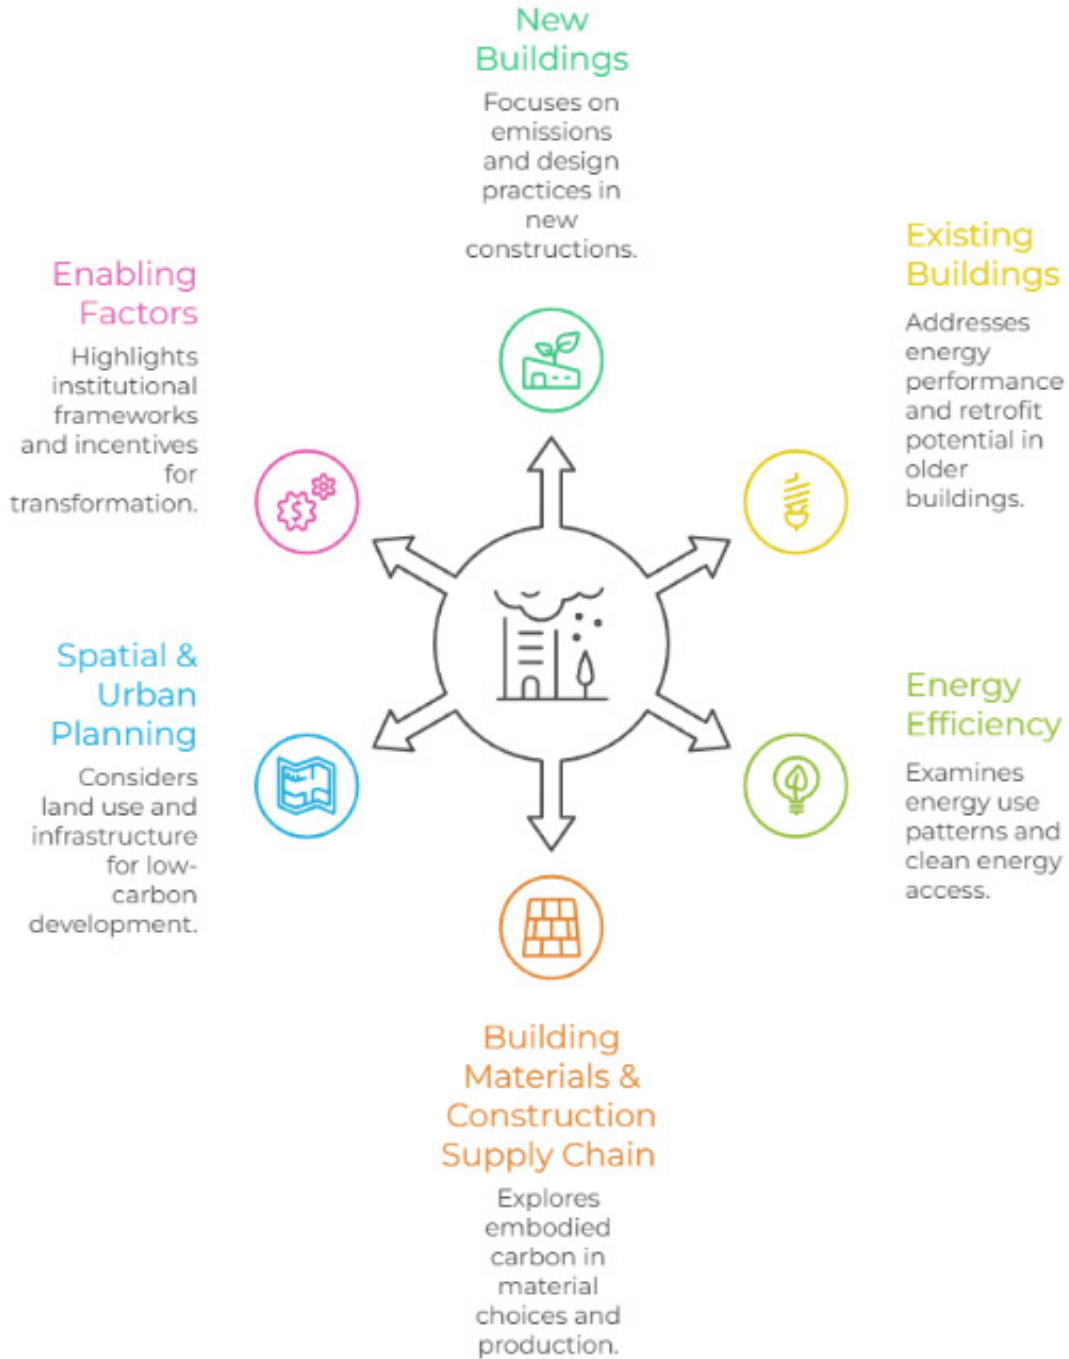 New
Buildings
Focuses on
emissions
and design
practices in
new
constructions.
Existing
Buildings
Addresses
energy
performance
and retrofit
potential in
older
buildings.
Enabling
Factors
Highlights
institutional
frameworks
and incentives
for
transformation.
Spatial &
Urban
Planning
Considers
land use and
infrastructure
for low-
carbon
development.
Energy
Efficiency
Examines
energy use
patterns and
clean energy
access.
Building
Materials &
Construction
Supply Chain
Explores
embodied
carbon in
material
choices and
production.